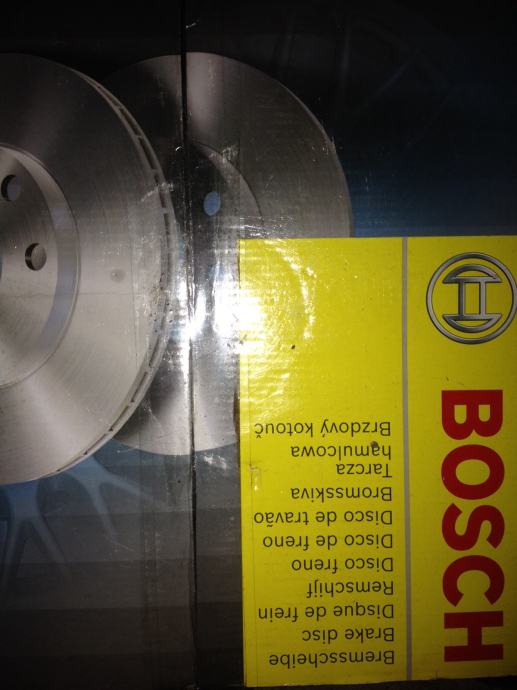 BOSCH
Bremsscheibe
Brake disc
Disque de frein
Remschijf
Disco freno
Disco de freno
Disco de travão
Bromsskiva
Tarcza
hamulcowa
Brzdový kotouč